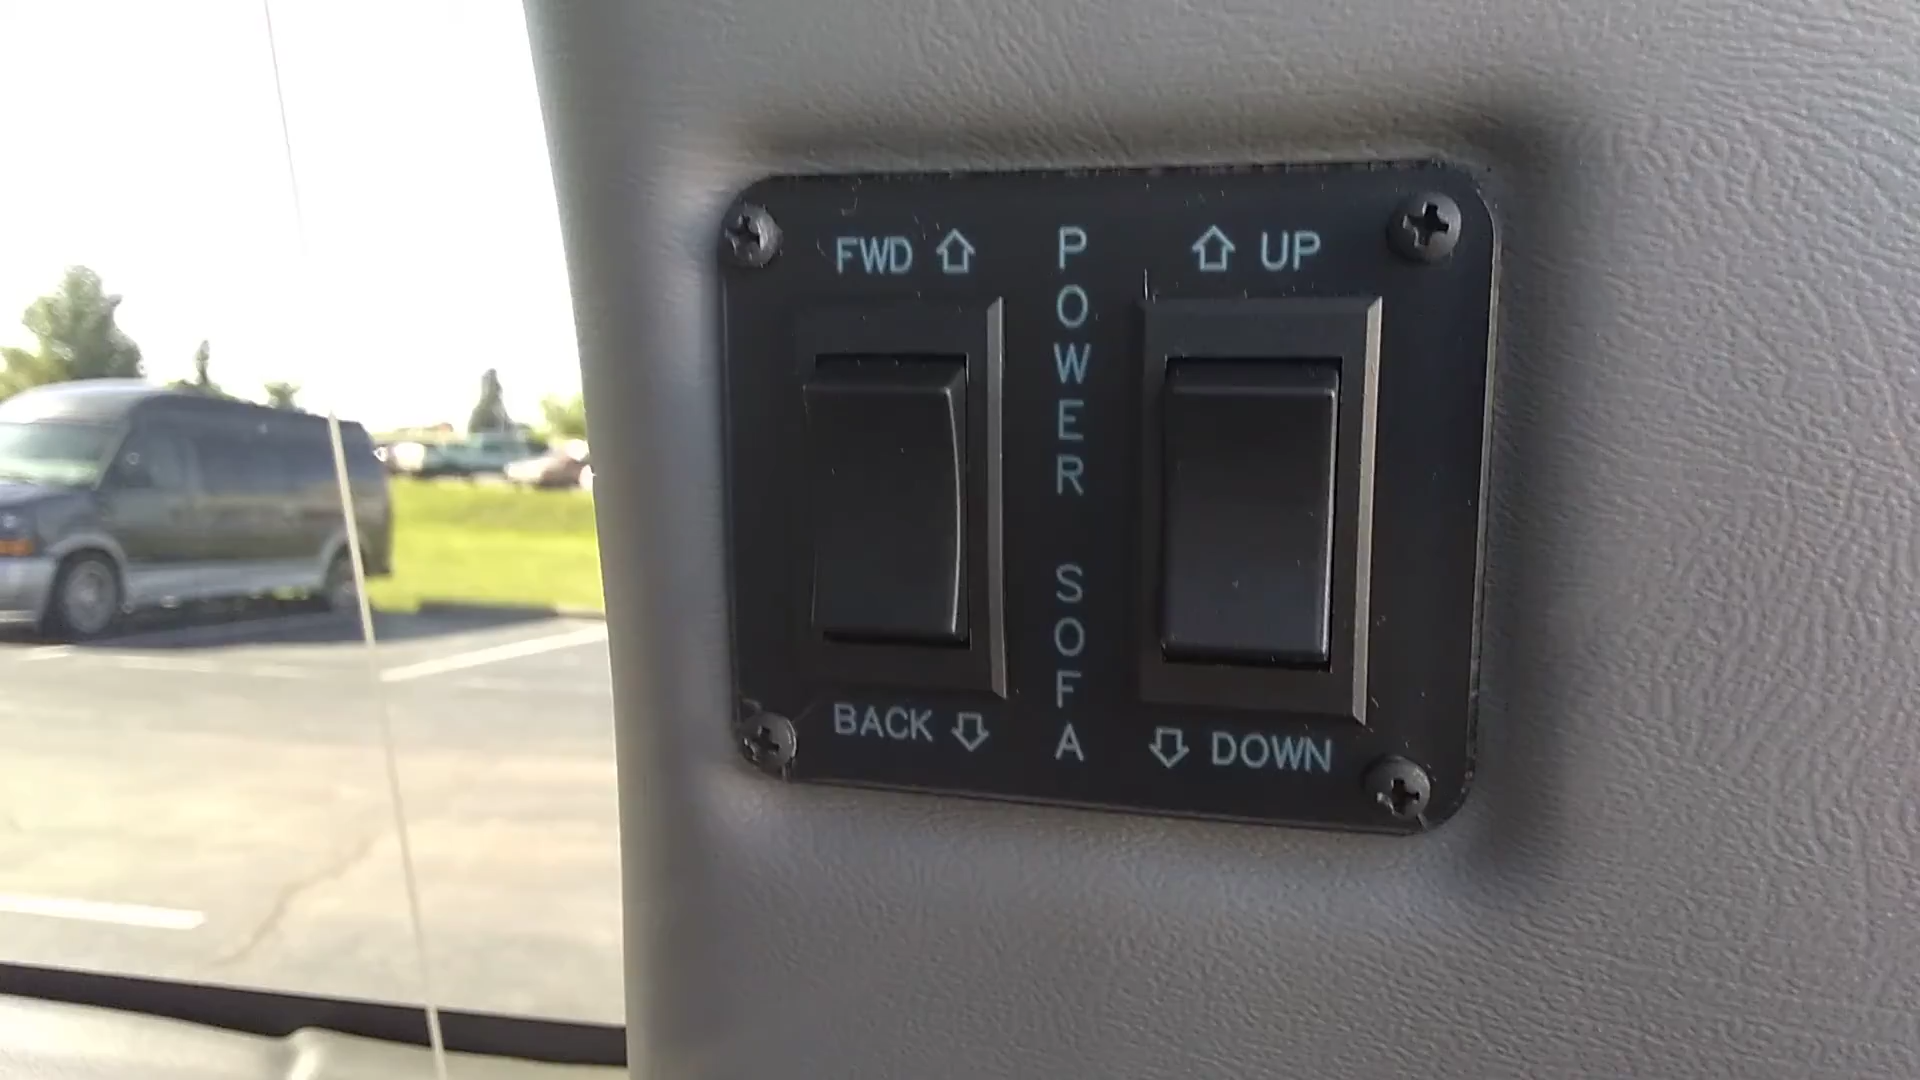 FWD ⇧
POWER SOFA
⇧ UP
BACK ⇩
⇩ DOWN